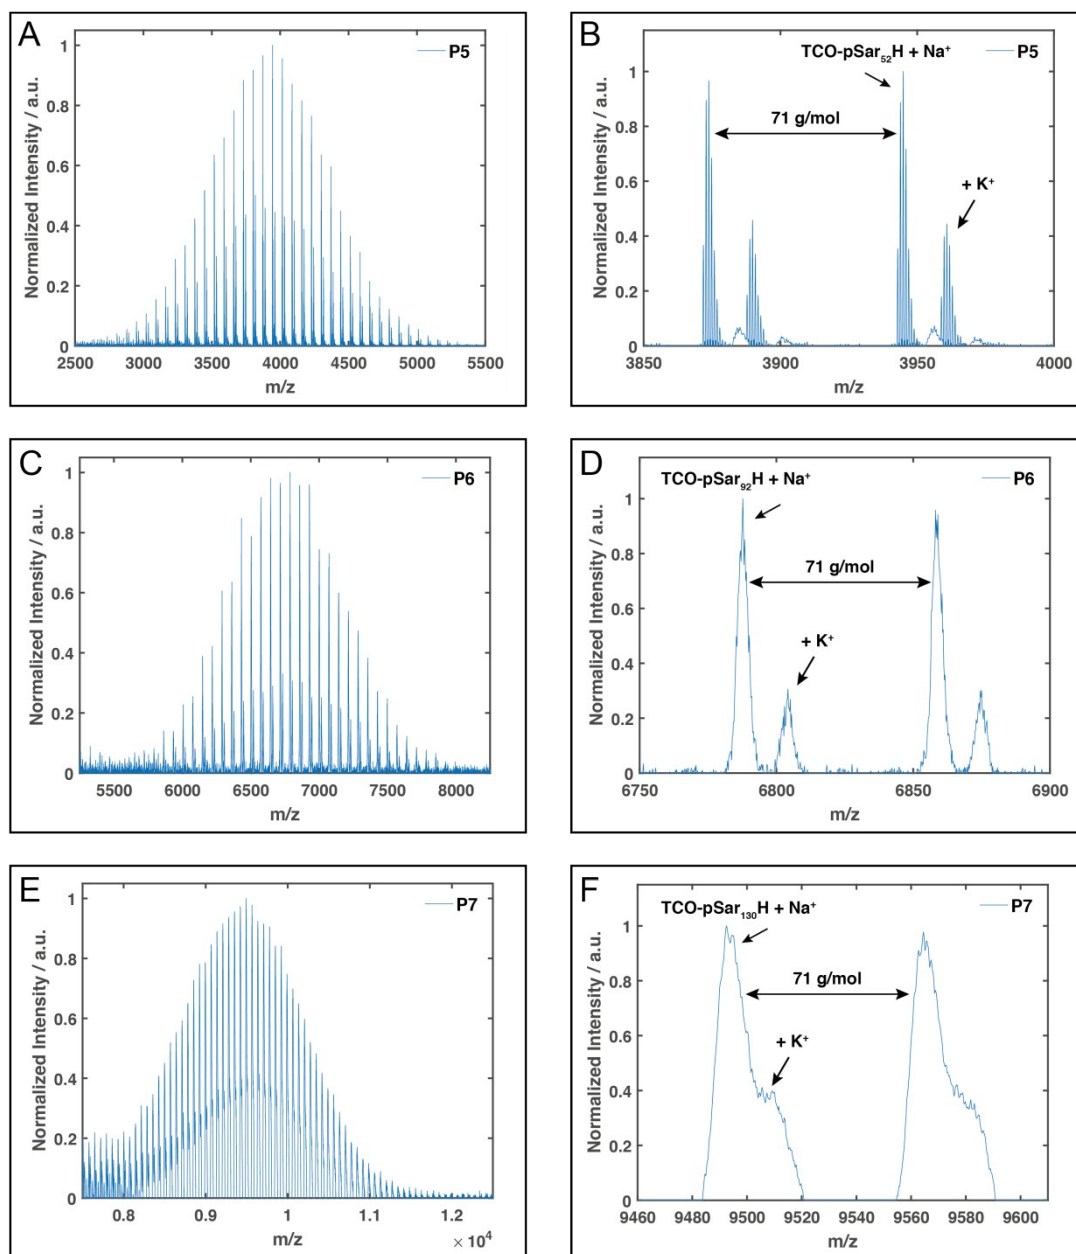 A
P5
Normalized Intensity / a.u.
1
0.8
0.6
0.4
0.2
0
2500 3000 3500 4000 4500 5000 5500
m/z
B
TCO-pSar₅₂H + Na⁺
P5
71 g/mol
+ K⁺
Normalized Intensity / a.u.
1
0.8
0.6
0.4
0.2
0
3850 3900 3950 4000
m/z
C
P6
Normalized Intensity / a.u.
1
0.8
0.6
0.4
0.2
0
5500 6000 6500 7000 7500 8000
m/z
D
TCO-pSar₉₂H + Na⁺
P6
71 g/mol
+ K⁺
Normalized Intensity / a.u.
1
0.8
0.6
0.4
0.2
0
6750 6800 6850 6900
m/z
E
P7
Normalized Intensity / a.u.
1
0.8
0.6
0.4
0.2
0
0.8 0.9 1 1.1 1.2
m/z
× 10⁴
F
TCO-pSar₁₃₀H + Na⁺
P7
71 g/mol
+ K⁺
Normalized Intensity / a.u.
1
0.8
0.6
0.4
0.2
0
9460 9480 9500 9520 9540 9560 9580 9600
m/z